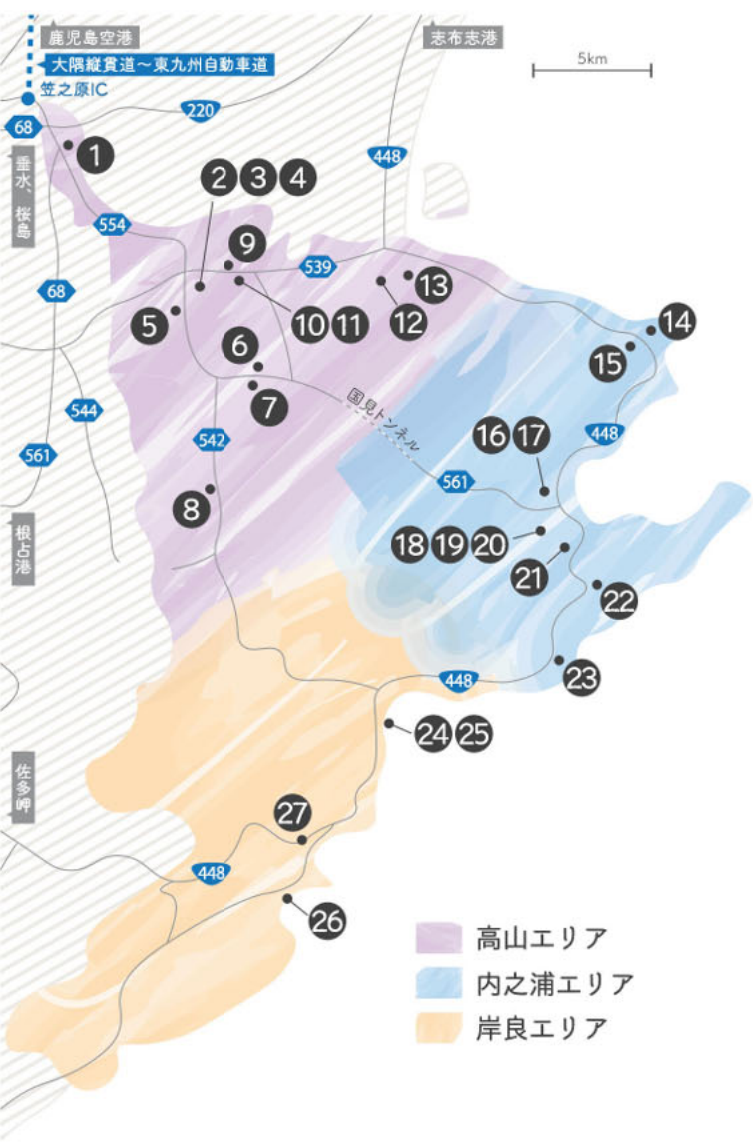 鹿児島空港
志布志港
大隅縦貫道～東九州自動車道
5km
笠之原IC
220
68
1
448
垂水、桜島
2 3 4
554
9
539
13
68
5
10 11
12
14
6
15
7
国見トンネル
544
542
16 17
448
561
561
8
根占港
18 19 20
21
22
23
448
24 25
佐多岬
27
448
26
高山エリア
内之浦エリア
岸良エリア